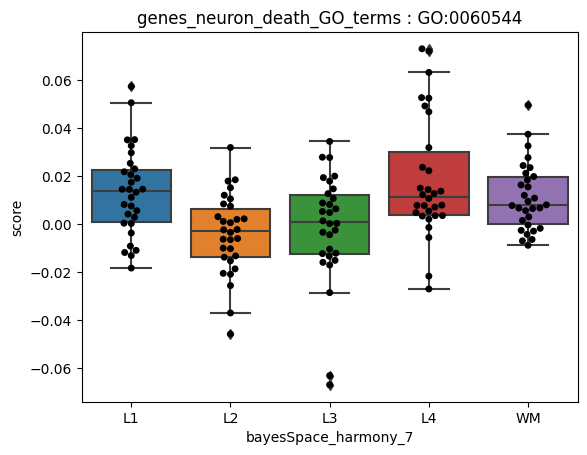 genes_neuron_death_GO_terms : GO:0060544
0.06
0.04
0.02
0.00
−0.02
−0.04
−0.06
score
L1 L2 L3 L4 WM
bayesSpace_harmony_7